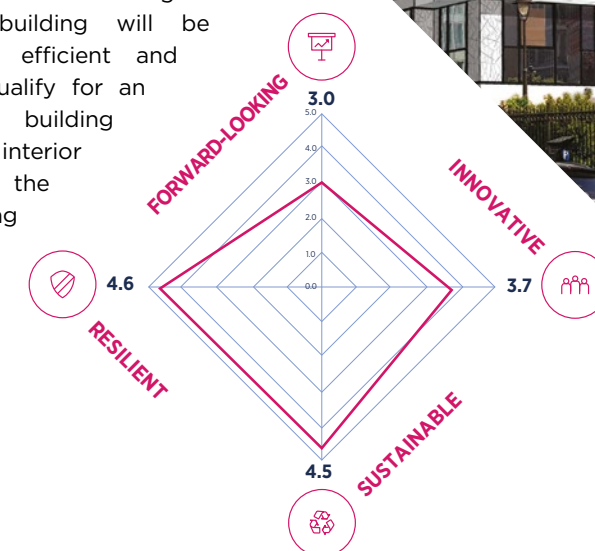 building will be
efficient and
for an
building
interior
the
3.0
5.0
4.0
3.0
2.0
1.0
0.0
FORWARD-LOOKING
INNOVATIVE
4.6
3.7
RESILIENT
SUSTAINABLE
4.5